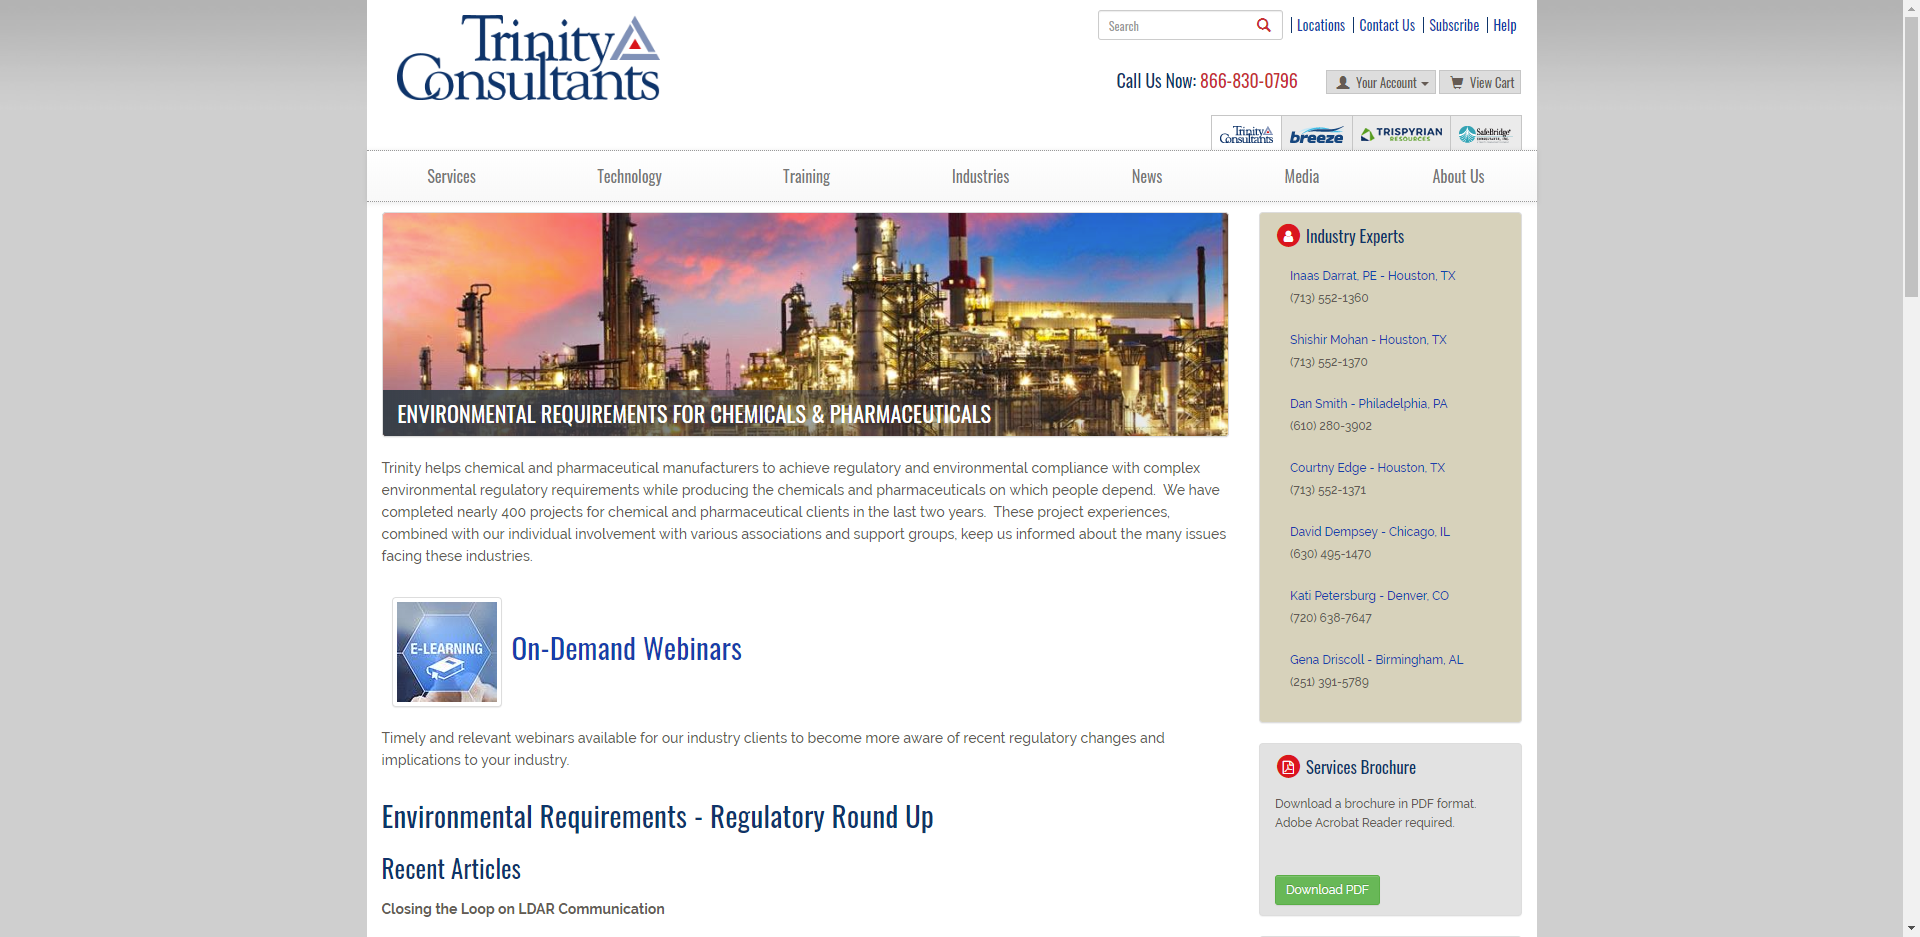 Trinity
Consultants
Search
Locations
Contact Us
Subscribe
Help
Call Us Now: 866-830-0796
Your Account
View Cart
Trinity
Consultants
breeze
TRISPYRIAN
RESOURCES
SafeBridge
Services
Technology
Training
Industries
News
Media
About Us
ENVIRONMENTAL REQUIREMENTS FOR CHEMICALS & PHARMACEUTICALS
Trinity helps chemical and pharmaceutical manufacturers to achieve regulatory and environmental compliance with complex
environmental regulatory requirements while producing the chemicals and pharmaceuticals on which people depend.  We have
completed nearly 400 projects for chemical and pharmaceutical clients in the last two years.  These project experiences,
combined with our individual involvement with various associations and support groups, keep us informed about the many issues
facing these industries.
E-LEARNING
On-Demand Webinars
Timely and relevant webinars available for our industry clients to become more aware of recent regulatory changes and
implications to your industry.
Environmental Requirements - Regulatory Round Up
Recent Articles
Closing the Loop on LDAR Communication
Industry Experts
Inaas Darrat, PE - Houston, TX
(713) 552-1360
Shishir Mohan - Houston, TX
(713) 552-1370
Dan Smith - Philadelphia, PA
(610) 280-3902
Courtny Edge - Houston, TX
(713) 552-1371
David Dempsey - Chicago, IL
(630) 495-1470
Kati Petersburg - Denver, CO
(720) 638-7647
Gena Driscoll - Birmingham, AL
(251) 391-5789
Services Brochure
Download a brochure in PDF format.
Adobe Acrobat Reader required.
Download PDF